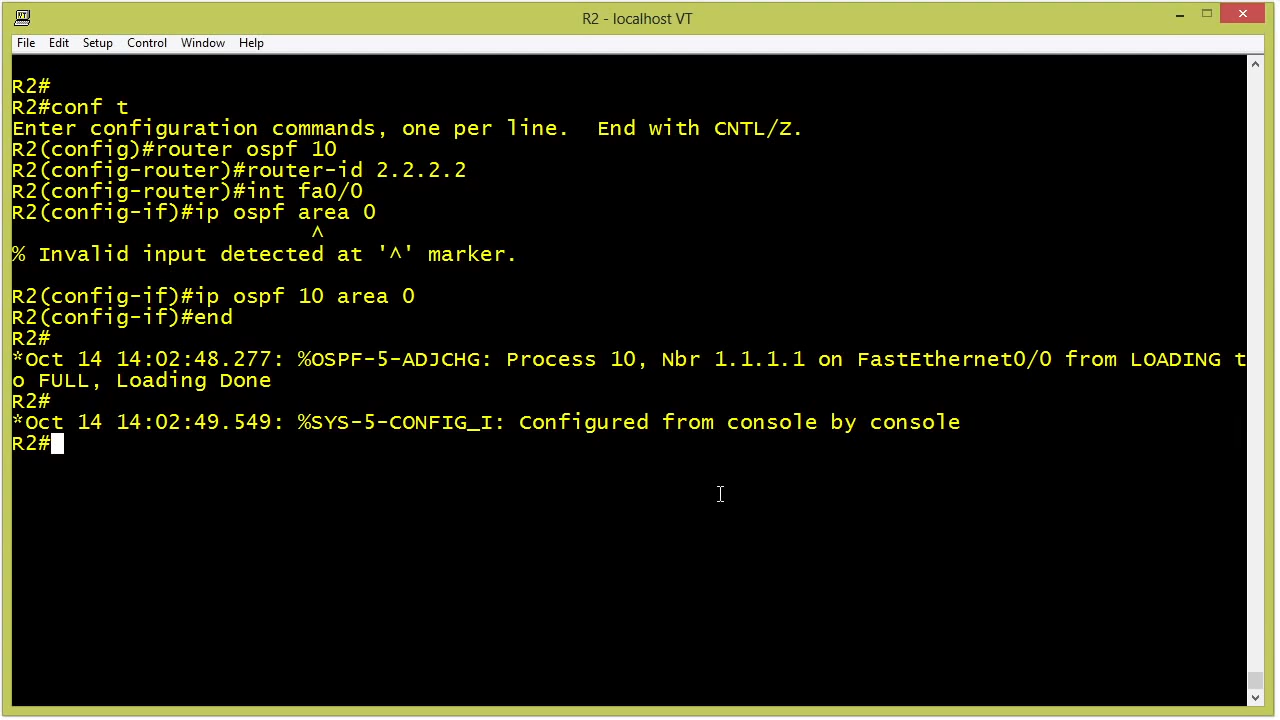 R2 - localhost VT
File Edit Setup Control Window Help
R2#
R2#conf t
Enter configuration commands, one per line.  End with CNTL/Z.
R2(config)#router ospf 10
R2(config-router)#router-id 2.2.2.2
R2(config-router)#int fa0/0
R2(config-if)#ip ospf area 0
                       ^
% Invalid input detected at '^' marker.
R2(config-if)#ip ospf 10 area 0
R2(config-if)#end
R2#
*Oct 14 14:02:48.277: %OSPF-5-ADJCHG: Process 10, Nbr 1.1.1.1 on FastEthernet0/0 from LOADING t
o FULL, Loading Done
R2#
*Oct 14 14:02:49.549: %SYS-5-CONFIG_I: Configured from console by console
R2#